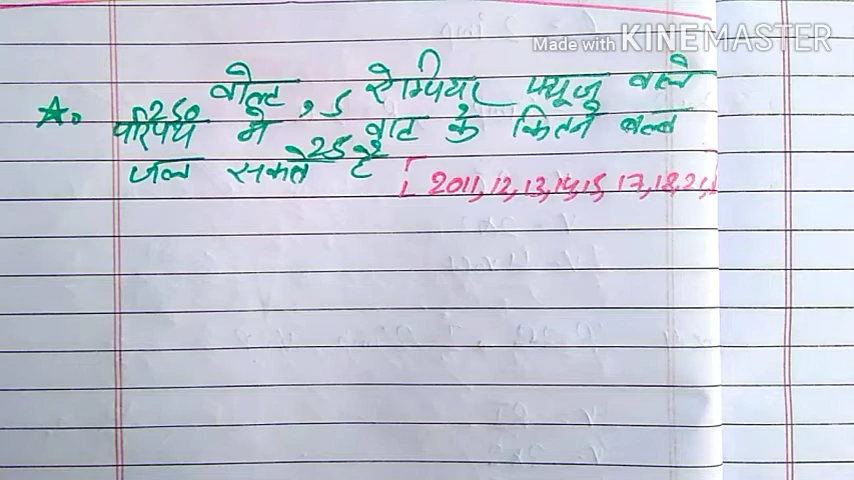 Made with KINEMASTER
☆. 250 वोल्ट, 5 ऐम्पियर फ्यूज वाले
परिपथ में 25 वाट के कितने बल्ब
जल सकते है? [2011,12,13,14,15,17,18,21,